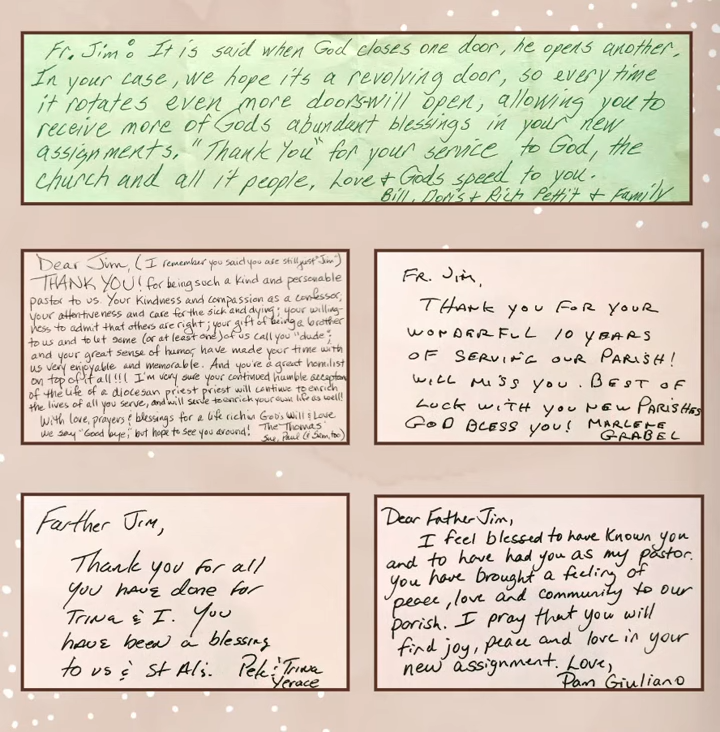 Fr. Jim: It is said when God closes one door, he opens another.
In your case, we hope its a revolving door, so every time
it rotates even more doors will open, allowing you to
receive more of Gods abundant blessings in your new
assignments. "Thank You" for your service to God, the
church and all it people. Love & Gods speed to you.
Bill, Doris & Rich Pettit & Family
Dear Jim, (I remember you said you are still just "Jim")
THANK YOU! for being such a kind and personable
pastor to us. Your kindness and compassion as a confessor;
your attentiveness and care for the sick and dying; your willing-
ness to admit that others are right; your gift of being a brother
to us and to let some (or at least one) of us call you "dude";
and your great sense of humor, have made your time with
us very enjoyable and memorable. And you're a great homilist
on top of it all!!! I'm very sure your continued humble acceptance
of the life of a diocesan priest priest will continue to enrich
the lives of all you serve, and will serve to enrich your own life as well!
With love, prayers & blessings for a life rich in God's will & Love.
we say "Good bye," but hope to see you around! The Thomas'
Sue, Paul (& Sam, too)
Fr. Jim,
Thank you for your
wonderful 10 years
of serving our parish!
Will miss you. Best of
luck with you new parishes
God bless you! Marlene
Grabel
Farther Jim,
Thank you for all
you have done for
Trina & I. You
have been a blessing
to us & St Al's. Pete & Trina
Yerace
Dear Father Jim,
I feel blessed to have known you
and to have had you as my pastor.
you have brought a feeling of
peace, love and community to our
parish. I pray that you will
find joy, peace and love in your
new assignment. Love,
Pam Giuliano